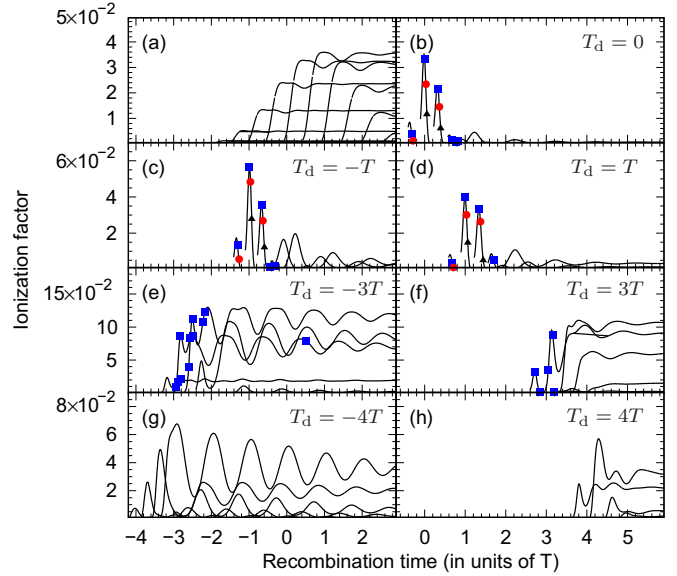 5×10⁻²
(a)
(b)
T_d = 0
4
3
2
1
6×10⁻²
(c)
T_d = −T
(d)
T_d = T
4
2
Ionization factor
15×10⁻²
(e)
T_d = −3T
(f)
T_d = 3T
10
5
8×10⁻²
(g)
T_d = −4T
(h)
T_d = 4T
6
4
2
−4 −3 −2 −1 0 1 2 0 1 2 3 4 5
Recombination time (in units of T)